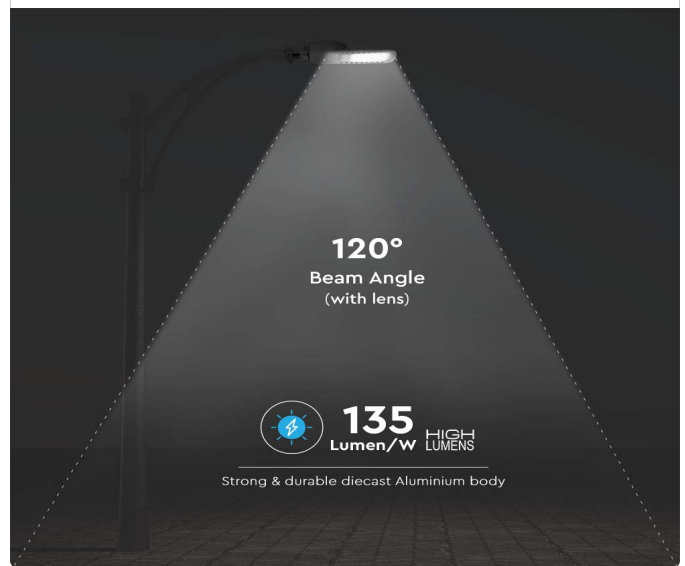 120°
Beam Angle
(with lens)
135
Lumen/W
HIGH
LUMENS
Strong & durable diecast Aluminium body